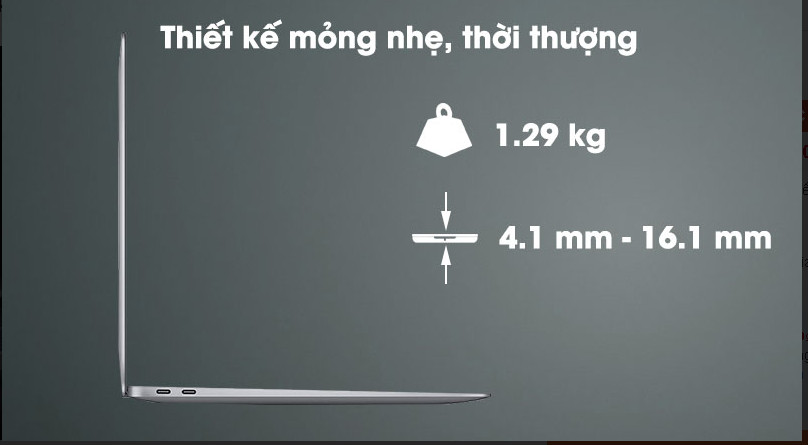 Thiết kế mỏng nhẹ, thời thượng
1.29 kg
4.1 mm - 16.1 mm